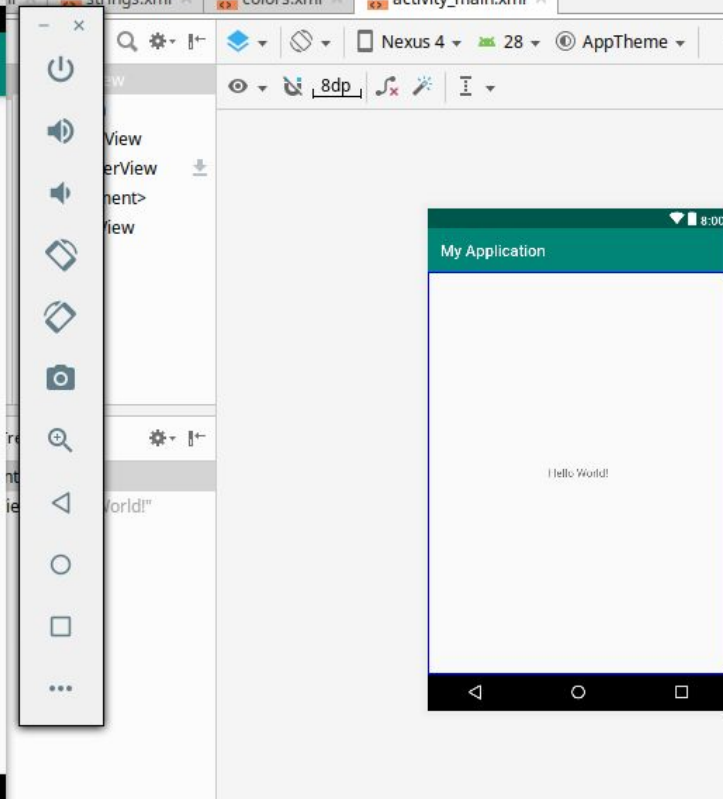 strings.xml colors.xml activity_main.xml
Nexus 4 28 AppTheme
8dp
View
erView
ment>
View
8:00
My Application
Hello World!
World!"